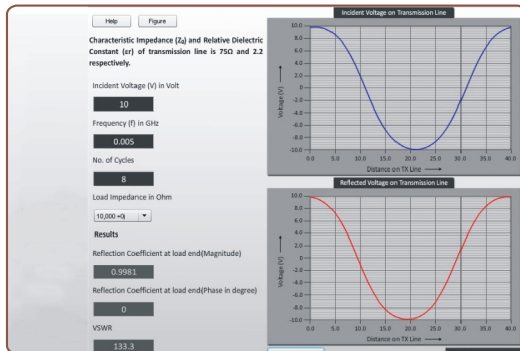 Help
Figure
Characteristic Impedance (Z₀) and Relative Dielectric
Constant (εr) of transmission line is 75Ω and 2.2
respectively.
Incident Voltage (V) in Volt
10
Frequency (f) in GHz
0.005
No. of Cycles
8
Load Impedance in Ohm
10,000 +0j
Results
Reflection Coefficient at load end(Magnitude)
0.9981
Reflection Coefficient at load end(Phase in degree)
0
VSWR
133.3
Incident Voltage on Transmission Line
10.0
8.0
6.0
4.0
2.0
0
-2.0
-4.0
-6.0
-8.0
-10.0
Voltage (V)
0.0 5.0 10.0 15.0 20.0 25.0 30.0 35.0 40.0
Distance on TX Line
Reflected Voltage on Transmission Line
10.0
8.0
6.0
4.0
2.0
0
-2.0
-4.0
-6.0
-8.0
-10.0
Voltage (V)
0.0 5.0 10.0 15.0 20.0 25.0 30.0 35.0 40.0
Distance on TX Line